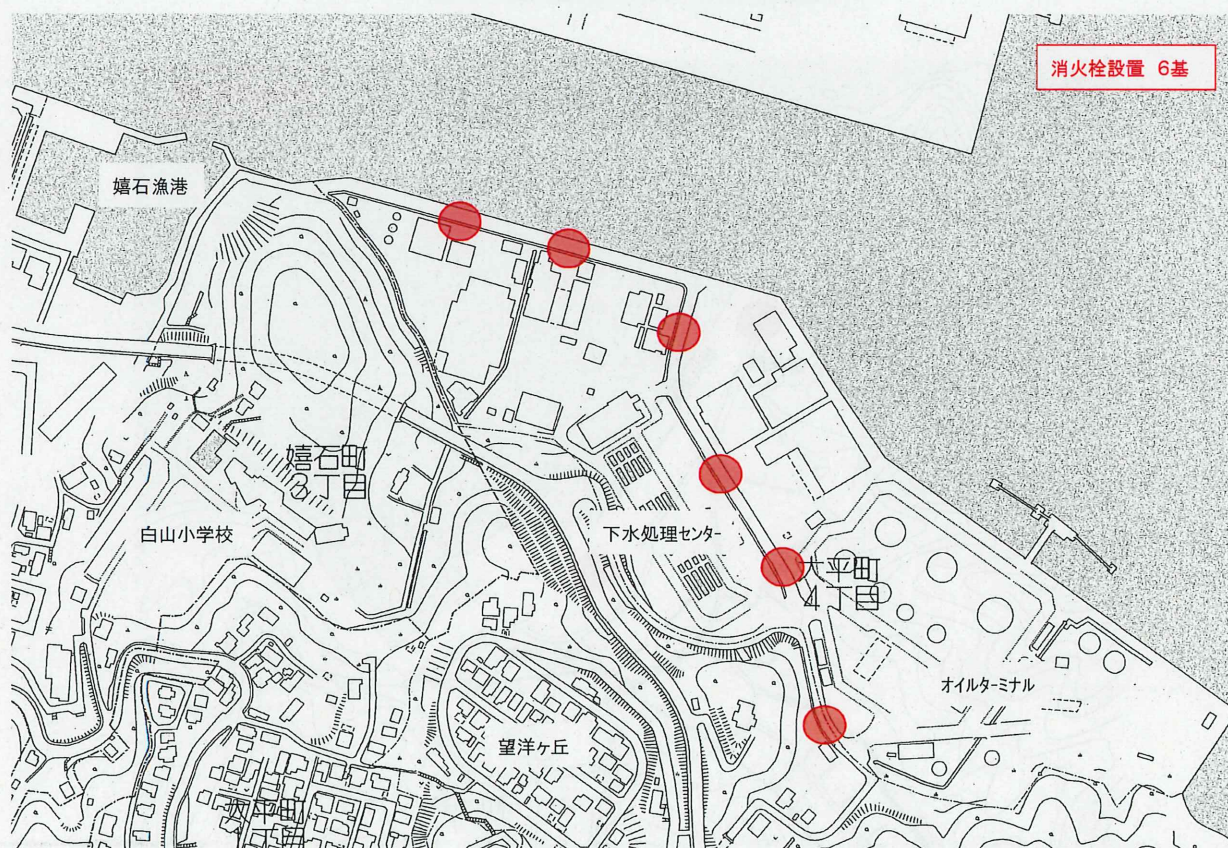 消火栓設置 6基
嬉石漁港
嬉石町
3丁目
白山小学校
下水処理センター
大平町
4丁目
オイルターミナル
望洋ヶ丘